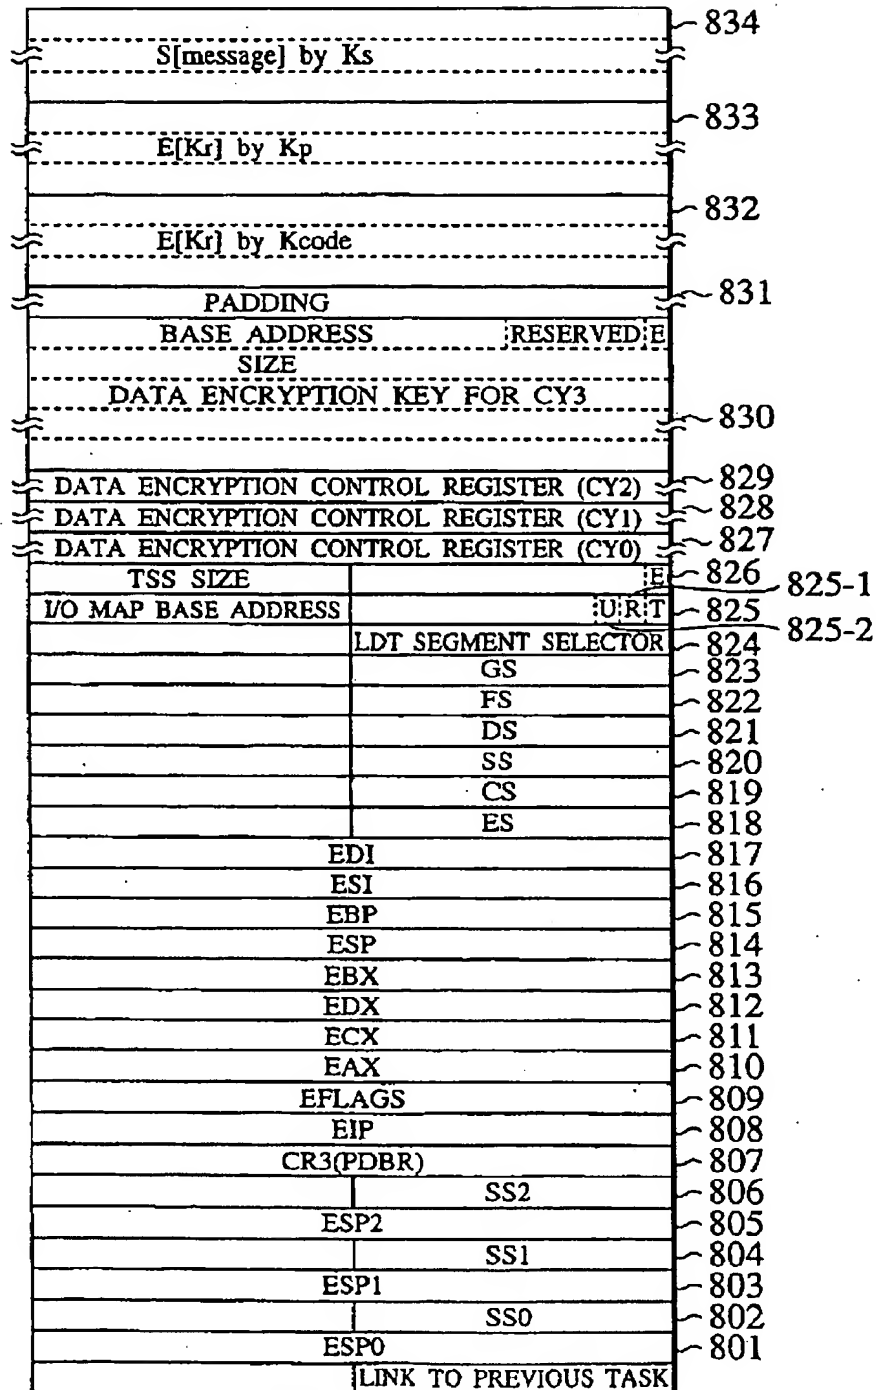 834
S[message] by Ks
833
E[Kr] by Kp
832
E[Kr] by Kcode
831
PADDING
BASE ADDRESS RESERVED E
SIZE
DATA ENCRYPTION KEY FOR CY3
830
DATA ENCRYPTION CONTROL REGISTER (CY2) 829
DATA ENCRYPTION CONTROL REGISTER (CY1) 828
DATA ENCRYPTION CONTROL REGISTER (CY0) 827
TSS SIZE E 826
825-1
I/O MAP BASE ADDRESS U R T 825
825-2
LDT SEGMENT SELECTOR 824
GS 823
FS 822
DS 821
SS 820
CS 819
ES 818
EDI 817
ESI 816
EBP 815
ESP 814
EBX 813
EDX 812
ECX 811
EAX 810
EFLAGS 809
EIP 808
CR3(PDBR) 807
SS2 806
ESP2 805
SS1 804
ESP1 803
SS0 802
ESP0 801
LINK TO PREVIOUS TASK